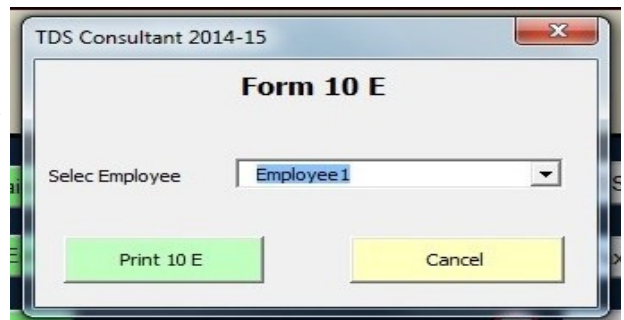 TDS Consultant 2014-15
Form 10 E
Selec Employee
Employee1
Print 10 E
Cancel